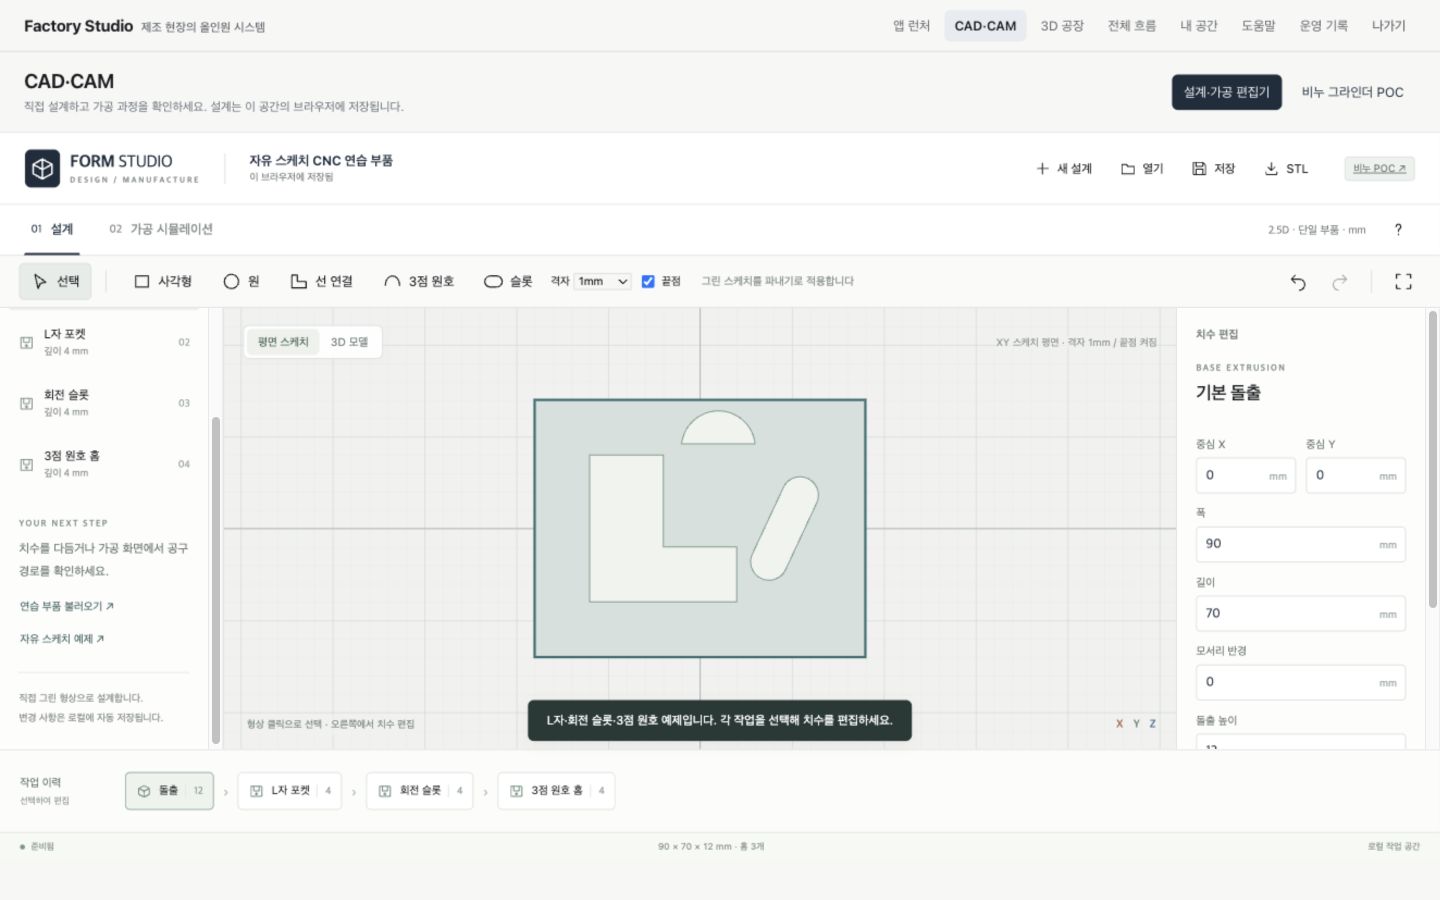 Factory Studio 제조 현장의 올인원 시스템
앱 런처 CAD·CAM 3D 공장 전체 흐름 내 공간 도움말 운영 기록 나가기
CAD·CAM
직접 설계하고 가공 과정을 확인하세요. 설계는 이 공간의 브라우저에 저장됩니다.
설계·가공 편집기 비누 그라인더 POC
FORM STUDIO
DESIGN / MANUFACTURE
자유 스케치 CNC 연습 부품
이 브라우저에 저장됨
새 설계 열기 저장 STL 비누 POC ↗
01 설계 02 가공 시뮬레이션
2.5D · 단일 부품 · mm ?
선택 사각형 원 선 연결 3점 원호 슬롯 격자 1mm 끝점 그린 스케치를 파내기로 적용합니다
L자 포켓 02
깊이 4 mm
회전 슬롯 03
깊이 4 mm
3점 원호 홈 04
깊이 4 mm
YOUR NEXT STEP
치수를 다듬거나 가공 화면에서 공구
경로를 확인하세요.
연습 부품 불러오기 ↗
자유 스케치 예제 ↗
직접 그린 형상으로 설계합니다.
변경 사항은 로컬에 자동 저장됩니다.
평면 스케치 3D 모델
XY 스케치 평면 · 격자 1mm / 끝점 켜짐
형상 클릭으로 선택 · 오른쪽에서 치수 편집
L자·회전 슬롯·3점 원호 예제입니다. 각 작업을 선택해 치수를 편집하세요.
X Y Z
치수 편집
BASE EXTRUSION
기본 돌출
중심 X 중심 Y
0 mm 0 mm
폭
90 mm
길이
70 mm
모서리 반경
0 mm
돌출 높이
12 mm
작업 이력
선택하여 편집
돌출 12 › L자 포켓 4 › 회전 슬롯 4 › 3점 원호 홈 4
준비됨
90 × 70 × 12 mm · 홈 3개
로컬 작업 공간